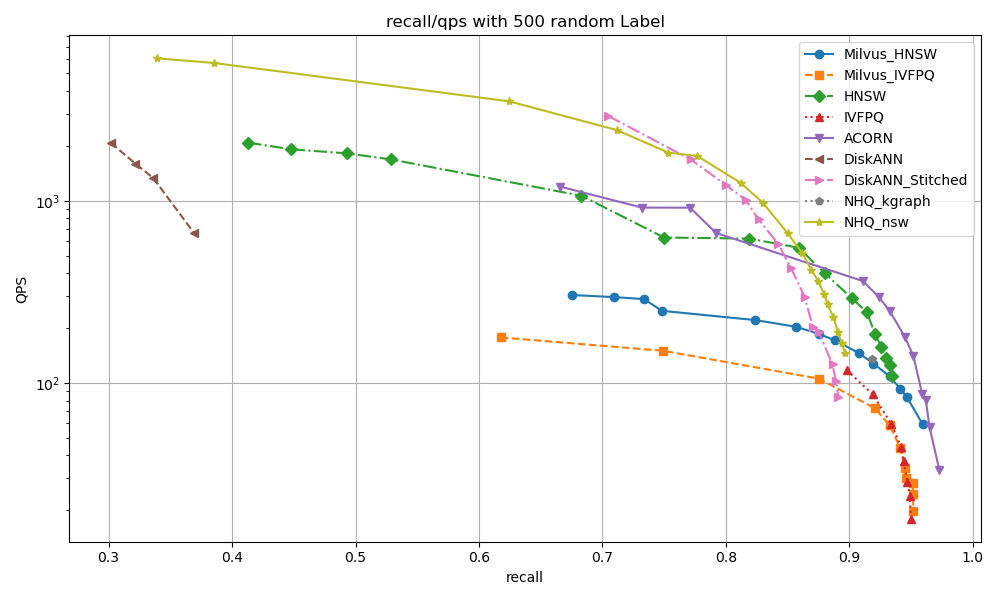 recall/qps with 500 random Label
Milvus_HNSW
Milvus_IVFPQ
HNSW
IVFPQ
ACORN
DiskANN
DiskANN_Stitched
NHQ_kgraph
NHQ_nsw
QPS
10³
10²
0.3 0.4 0.5 0.6 0.7 0.8 0.9 1.0
recall